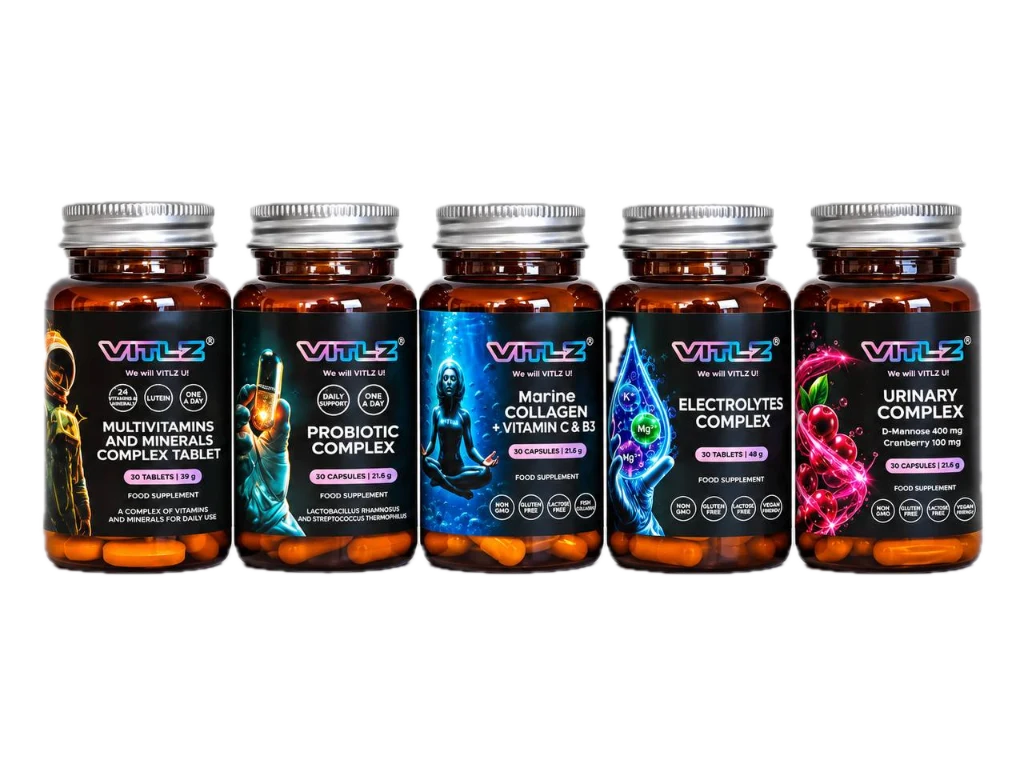 VITLZ®
We will VITLZ U!
24 VITAMINS & MINERALS
LUTEIN
ONE A DAY
MULTIVITAMINS
AND MINERALS
COMPLEX TABLET
30 TABLETS | 39 g
FOOD SUPPLEMENT
A COMPLEX OF VITAMINS
AND MINERALS FOR DAILY USE
VITLZ®
We will VITLZ U!
DAILY SUPPORT
ONE A DAY
PROBIOTIC
COMPLEX
30 CAPSULES | 21.6 g
FOOD SUPPLEMENT
LACTOBACILLUS RHAMNOSUS
AND STREPTOCOCCUS THERMOPHILUS
VITLZ®
We will VITLZ U!
Marine
COLLAGEN
+ VITAMIN C & B3
30 CAPSULES | 21.6 g
FOOD SUPPLEMENT
NON GMO
GLUTEN FREE
LACTOSE FREE
FISH COLLAGEN
VITLZ®
We will VITLZ U!
K+
Mg2+
Mg2+
ELECTROLYTES
COMPLEX
30 TABLETS | 48 g
FOOD SUPPLEMENT
NON GMO
GLUTEN FREE
LACTOSE FREE
VEGAN FRIENDLY
VITLZ®
We will VITLZ U!
URINARY
COMPLEX
D-Mannose 400 mg
Cranberry 100 mg
30 CAPSULES | 21.6 g
FOOD SUPPLEMENT
NON GMO
GLUTEN FREE
LACTOSE FREE
VEGAN FRIENDLY